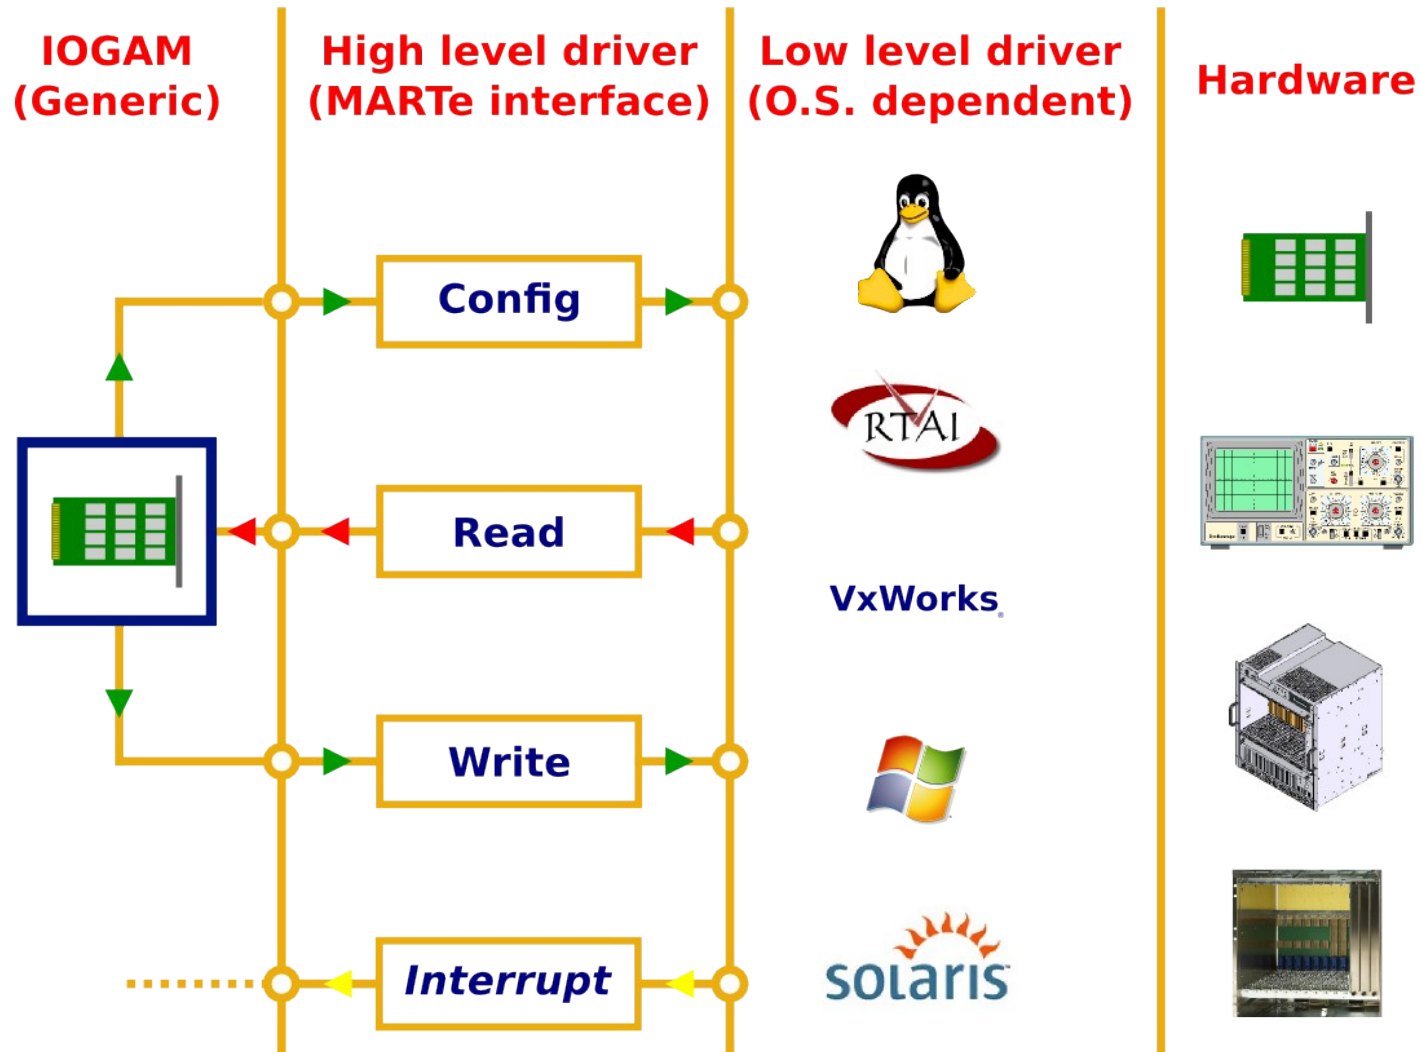 IOGAM
(Generic)
High level driver
(MARTe interface)
Low level driver
(O.S. dependent)
Hardware
Config
RTAI
Read
VxWorks
Write
Interrupt
solaris